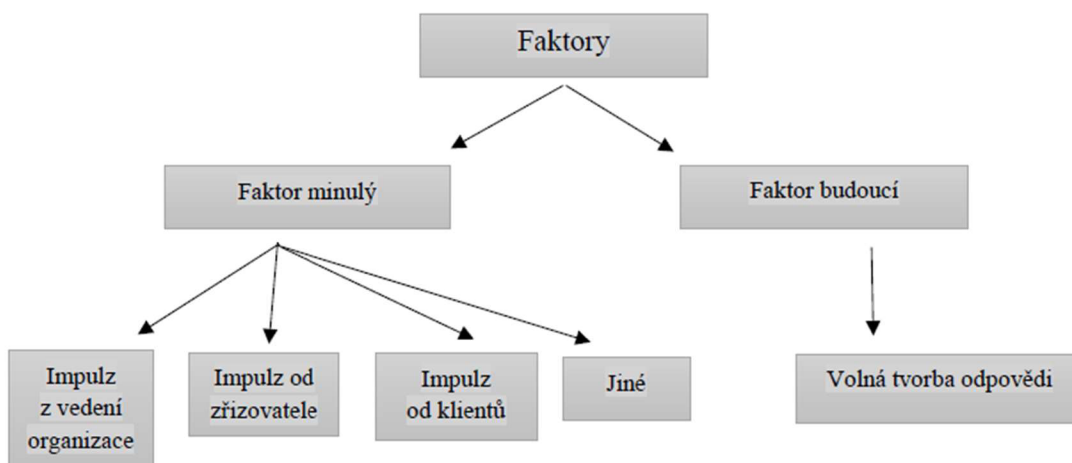 Faktory
Faktor minulý
Faktor budoucí
Impulz
z vedení
organizace
Impulz od
zřizovatele
Impulz
od klientů
Jiné
Volná tvorba odpovědi